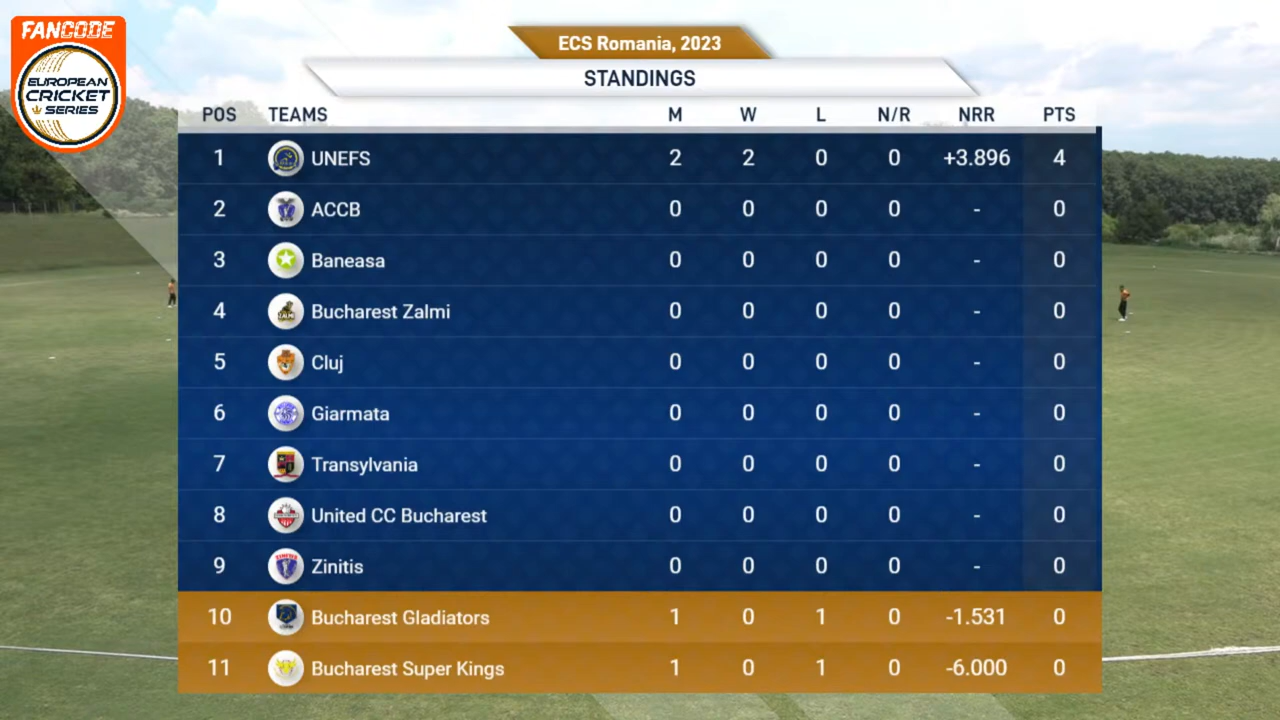 FANCODE
EUROPEAN
CRICKET
SERIES
ECS Romania, 2023
STANDINGS
POS TEAMS M W L N/R NRR PTS
1 UNEFS 2 2 0 0 +3.896 4
2 ACCB 0 0 0 0 - 0
3 Baneasa 0 0 0 0 - 0
4 Bucharest Zalmi 0 0 0 0 - 0
5 Cluj 0 0 0 0 - 0
6 Giarmata 0 0 0 0 - 0
7 Transylvania 0 0 0 0 - 0
8 United CC Bucharest 0 0 0 0 - 0
9 Zinitis 0 0 0 0 - 0
10 Bucharest Gladiators 1 0 1 0 -1.531 0
11 Bucharest Super Kings 1 0 1 0 -6.000 0